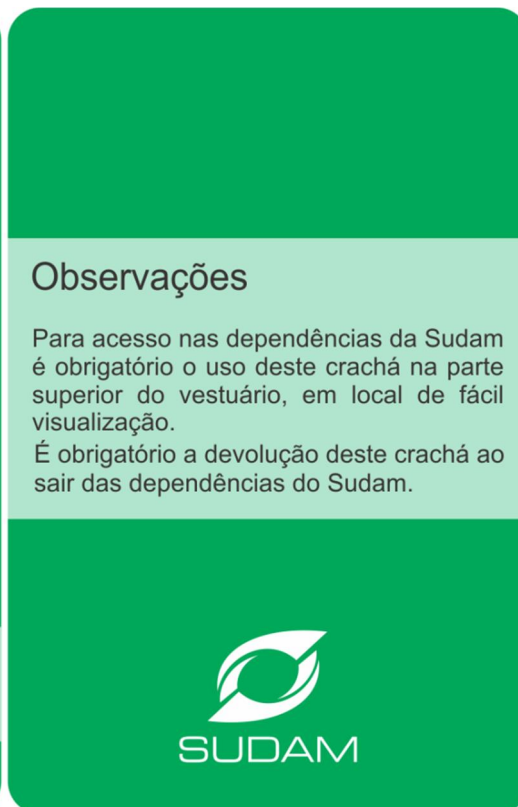 Observações
Para acesso nas dependências da Sudam
é obrigatório o uso deste crachá na parte
superior do vestuário, em local de fácil
visualização.
É obrigatório a devolução deste crachá ao
sair das dependências do Sudam.
SUDAM